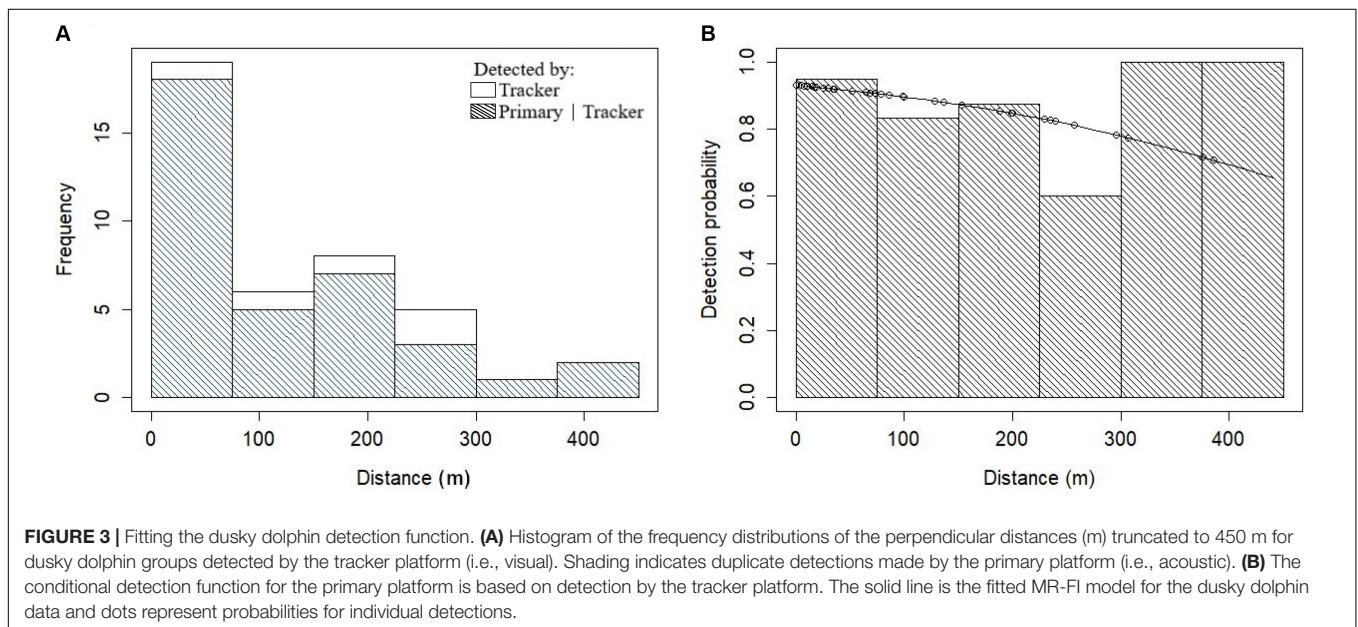 A
Detected by:
Tracker
Primary | Tracker
Frequency
0
5
10
15
0 100 200 300 400
Distance (m)
B
Detection probability
0.0
0.2
0.4
0.6
0.8
1.0
0 100 200 300 400
Distance (m)
FIGURE 3 | Fitting the dusky dolphin detection function. (A) Histogram of the frequency distributions of the perpendicular distances (m) truncated to 450 m for
dusky dolphin groups detected by the tracker platform (i.e., visual). Shading indicates duplicate detections made by the primary platform (i.e., acoustic). (B) The
conditional detection function for the primary platform is based on detection by the tracker platform. The solid line is the fitted MR-FI model for the dusky dolphin
data and dots represent probabilities for individual detections.